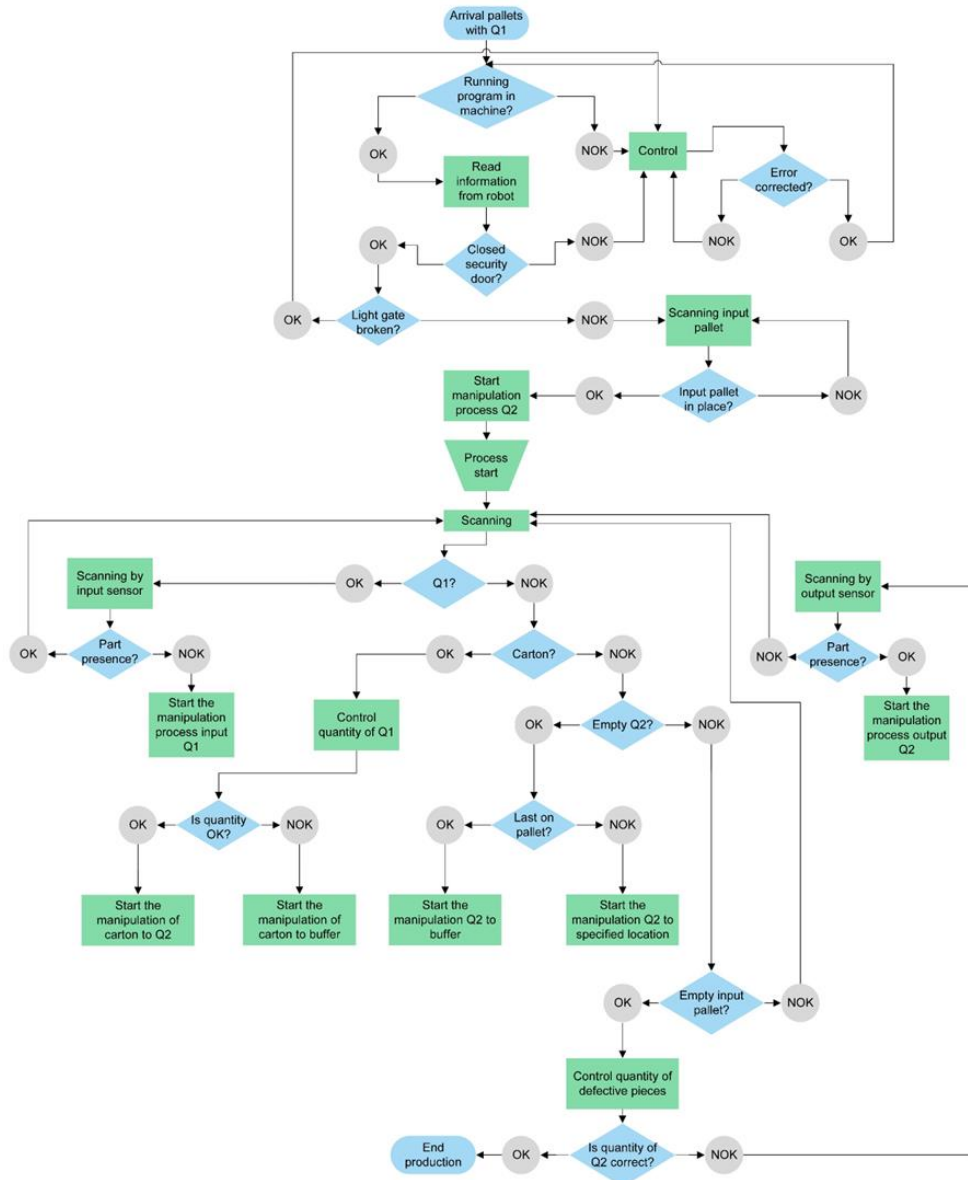 Arrival pallets
with Q1
Running
program in
machine?
OK
NOK
Control
Read
information
from robot
Error
corrected?
OK
NOK
NOK
OK
Closed
security
door?
OK
Light gate
broken?
NOK
Scanning input
pallet
Start
manipulation
process Q2
OK
Input pallet
in place?
NOK
Process
start
Scanning
Scanning by
input sensor
OK
Q1?
NOK
Scanning by
output sensor
OK
Part
presence?
NOK
OK
Carton?
NOK
NOK
Part
presence?
OK
Start the
manipulation
process input
Q1
Control
quantity of Q1
OK
Empty Q2?
NOK
Start the
manipulation
process output
Q2
OK
Is quantity
OK?
NOK
OK
Last on
pallet?
NOK
Start the
manipulation of
carton to Q2
Start the
manipulation of
carton to buffer
Start the
manipulation Q2 to
buffer
Start the
manipulation Q2 to
specified location
OK
Empty input
pallet?
NOK
Control quantity of
defective pieces
End
production
OK
Is quantity of
Q2 correct?
NOK